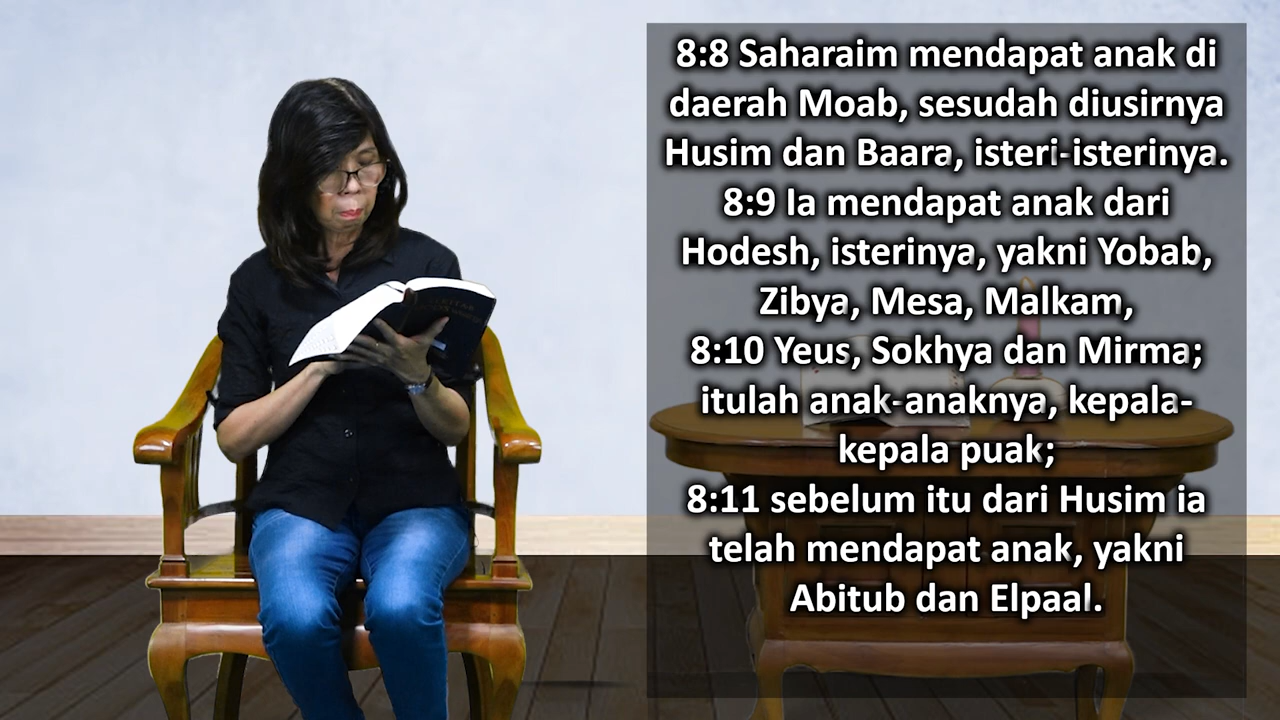 8:8 Saharaim mendapat anak di
daerah Moab, sesudah diusirnya
Husim dan Baara, isteri-isterinya.
8:9 Ia mendapat anak dari
Hodesh, isterinya, yakni Yobab,
Zibya, Mesa, Malkam,
8:10 Yeus, Sokhya dan Mirma;
itulah anak-anaknya, kepala-
kepala puak;
8:11 sebelum itu dari Husim ia
telah mendapat anak, yakni
Abitub dan Elpaal.